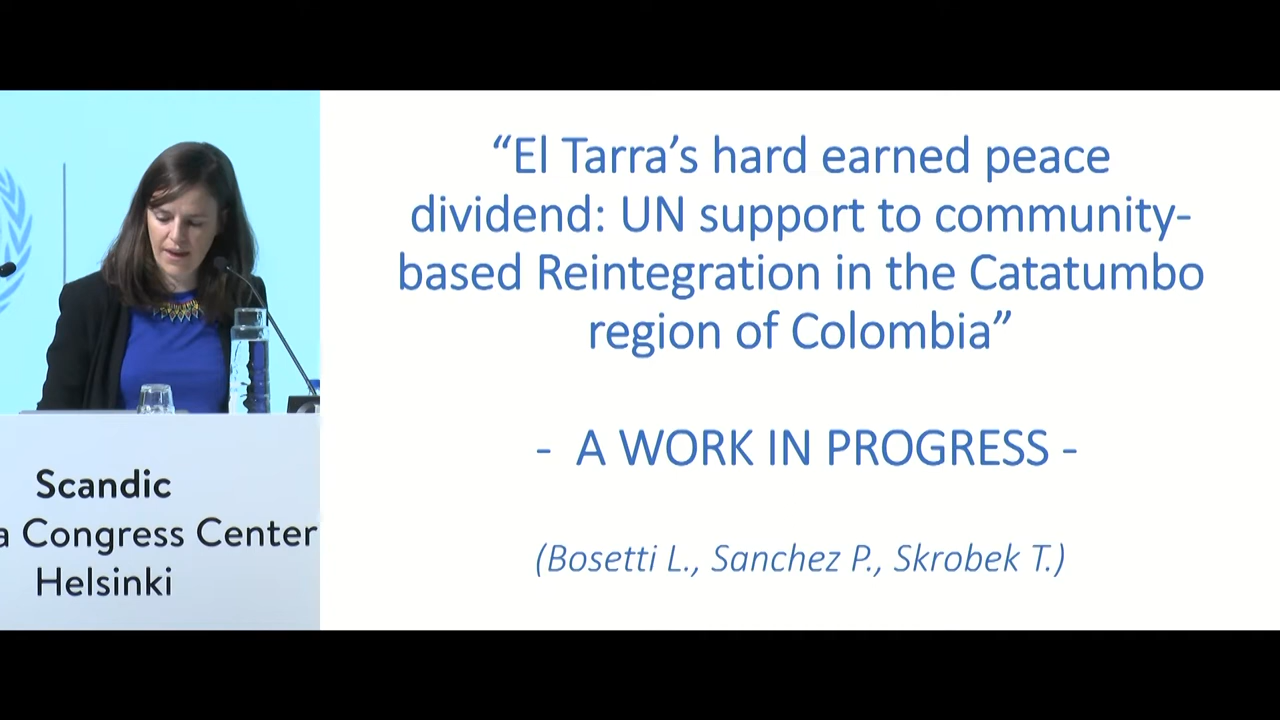 “El Tarra’s hard earned peace
dividend: UN support to community-
based Reintegration in the Catatumbo
region of Colombia”
- A WORK IN PROGRESS -
(Bosetti L., Sanchez P., Skrobek T.)
Scandic
a Congress Center
Helsinki